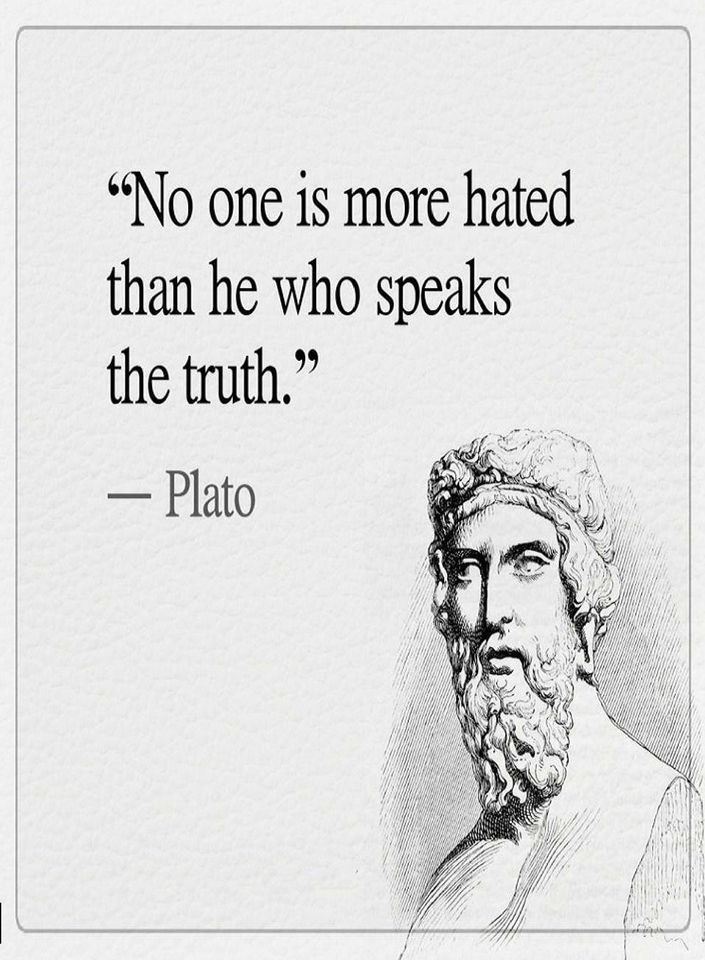 “No one is more hated
than he who speaks
the truth.”
— Plato